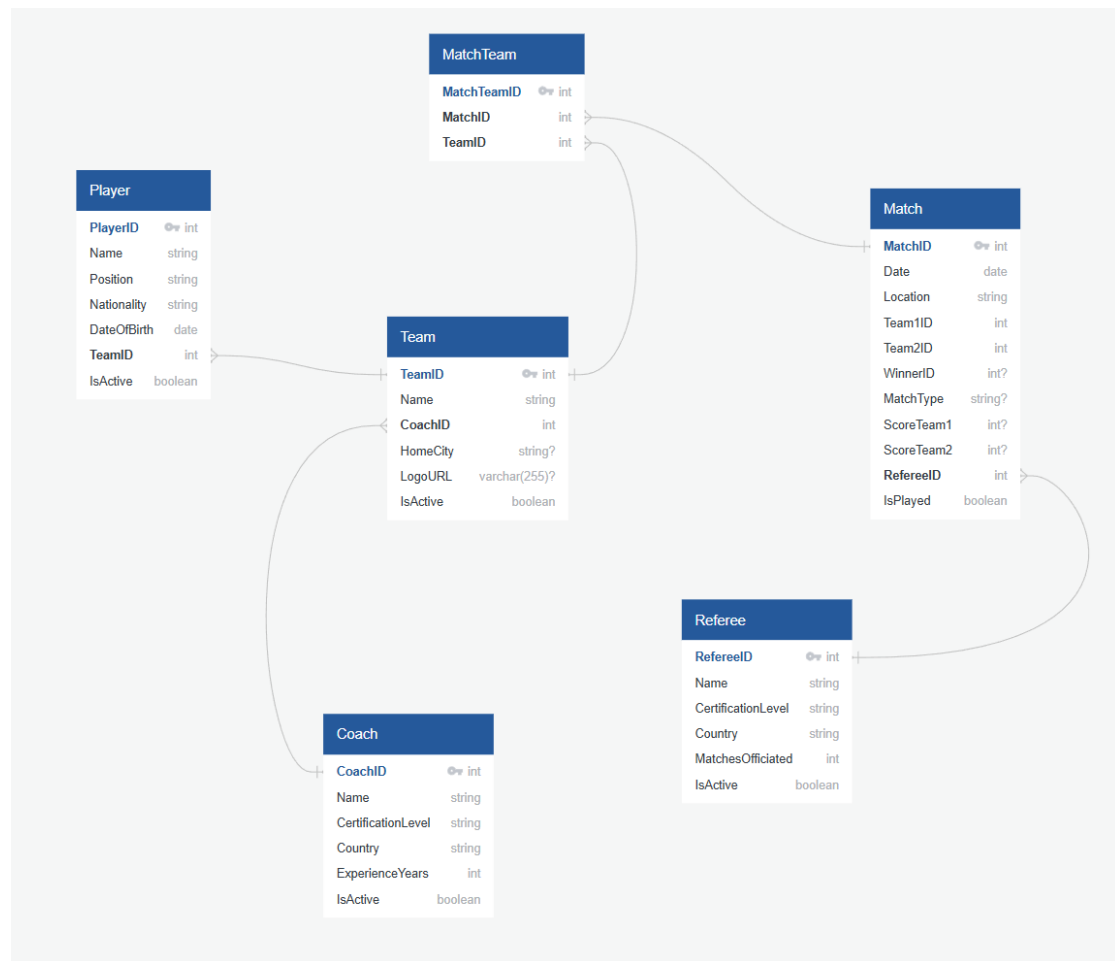 MatchTeam
MatchTeamID int
MatchID int
TeamID int
Player
PlayerID int
Name string
Position string
Nationality string
DateOfBirth date
TeamID int
IsActive boolean
Match
MatchID int
Date date
Location string
Team1ID int
Team2ID int
WinnerID int?
MatchType string?
ScoreTeam1 int?
ScoreTeam2 int?
RefereeID int
IsPlayed boolean
Team
TeamID int
Name string
CoachID int
HomeCity string?
LogoURL varchar(255)?
IsActive boolean
Referee
RefereeID int
Name string
CertificationLevel string
Country string
MatchesOfficiated int
IsActive boolean
Coach
CoachID int
Name string
CertificationLevel string
Country string
ExperienceYears int
IsActive boolean